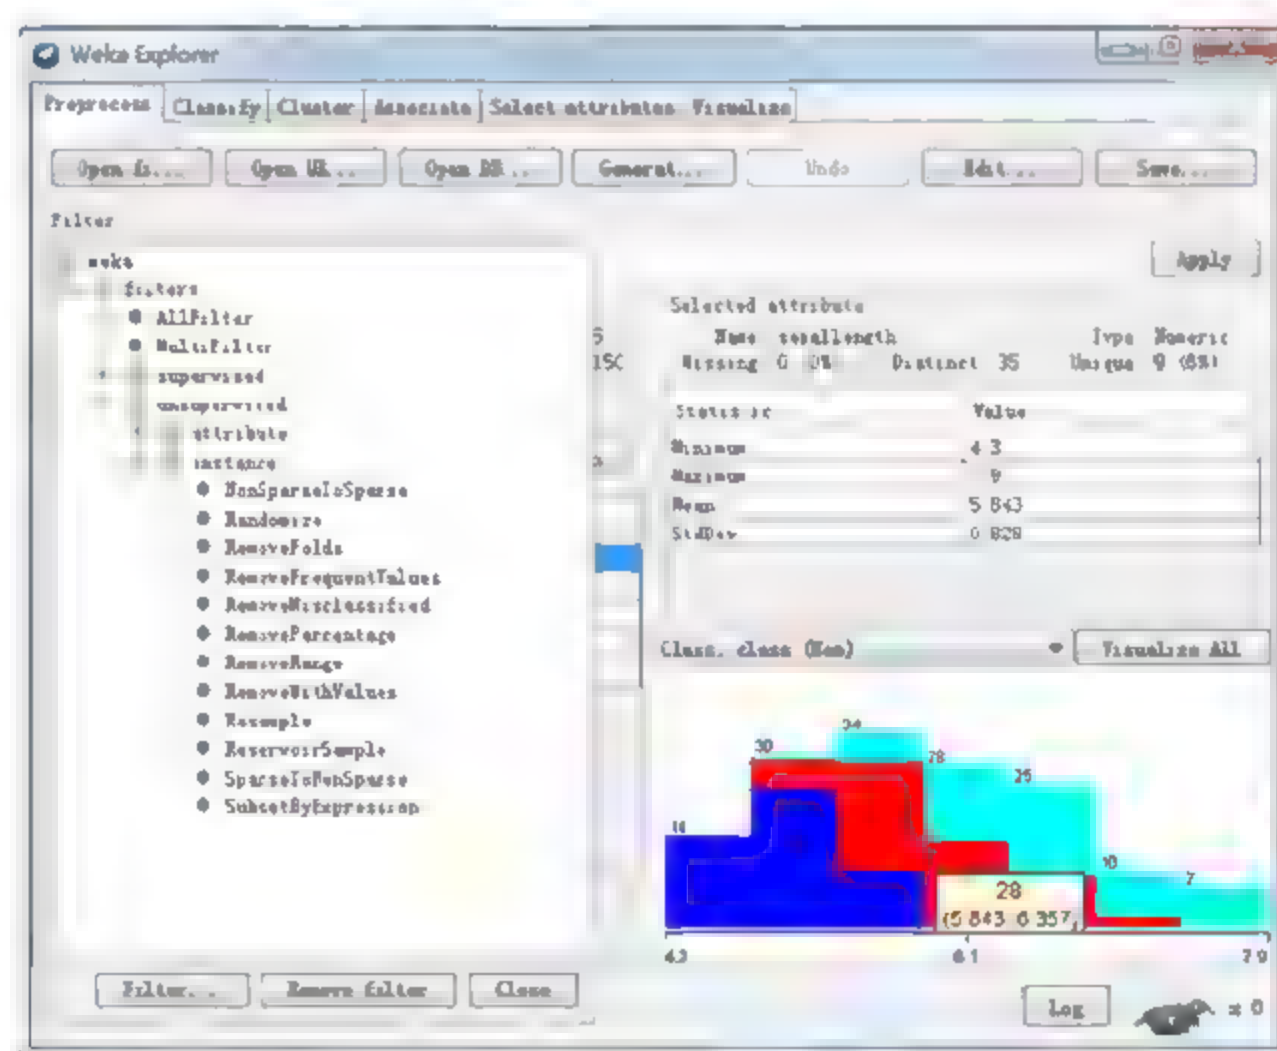 Weka Explorer
Preprocess Classify Cluster Associate Select attributes Visualize
Open fi... Open UR... Open DB... Generat... Undo Edit... Save...
Filter
weka
filters
AllFilter
MultiFilter
supervised
unsupervised
attribute
instance
NonSparseToSparse
Randomize
RemoveFolds
RemoveFrequentValues
RemoveMisclassified
RemovePercentage
RemoveRange
RemoveWithValues
Resample
ReservoirSample
SparseToNonSparse
SubsetByExpression
Filter... Remove filter Close
Apply
Selected attribute
Name sepallength Type Numeric
Missing 0 0% Distinct 35 Unique 9 (6%)
Statistic Value
Minimum 4.3
Maximum
Mean 5.843
StdDev 0.828
Class: class (Nom) Visualize All
16 30 34 28 25 10 7
28
(5.843 6.357,
4.3 6.1 7.9
Log x 0